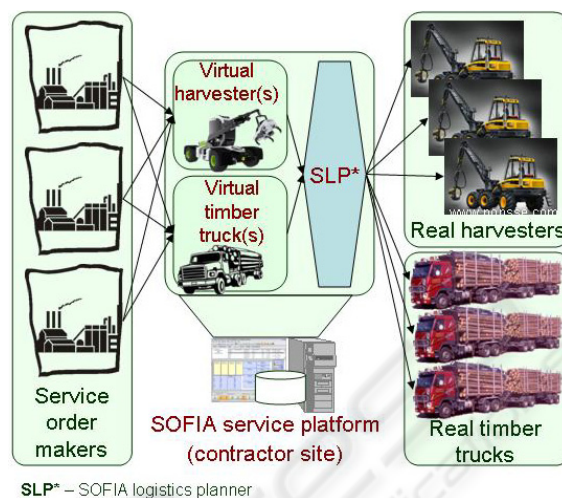 Virtual
harvester(s)
SLP*
Virtual
timber
truck(s)
Real harvesters
Service
order
makers
SOFIA service platform
(contractor site)
Real timber
trucks
SLP* – SOFIA logistics planner